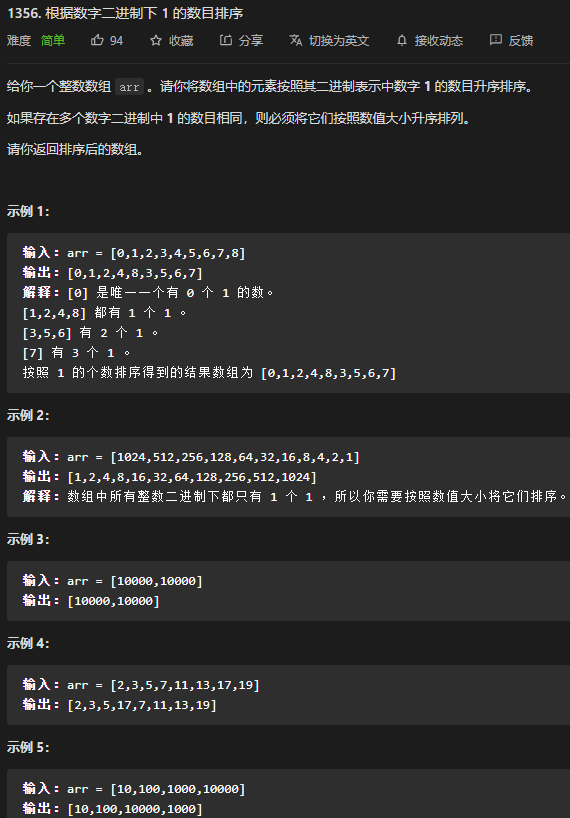 1356. 根据数字二进制下 1 的数目排序
难度 简单 94 收藏 分享 切换为英文 接收动态 反馈
给你一个整数数组 arr 。请你将数组中的元素按照其二进制表示中数字 1 的数目升序排序。
如果存在多个数字二进制中 1 的数目相同，则必须将它们按照数值大小升序排列。
请你返回排序后的数组。
示例 1：
输入：arr = [0,1,2,3,4,5,6,7,8]
输出：[0,1,2,4,8,3,5,6,7]
解释：[0] 是唯一一个有 0 个 1 的数。
[1,2,4,8] 都有 1 个 1 。
[3,5,6] 有 2 个 1 。
[7] 有 3 个 1 。
按照 1 的个数排序得到的结果数组为 [0,1,2,4,8,3,5,6,7]
示例 2：
输入：arr = [1024,512,256,128,64,32,16,8,4,2,1]
输出：[1,2,4,8,16,32,64,128,256,512,1024]
解释：数组中所有整数二进制下都只有 1 个 1 ，所以你需要按照数值大小将它们排序。
示例 3：
输入：arr = [10000,10000]
输出：[10000,10000]
示例 4：
输入：arr = [2,3,5,7,11,13,17,19]
输出：[2,3,5,17,7,11,13,19]
示例 5：
输入：arr = [10,100,1000,10000]
输出：[10,100,10000,1000]